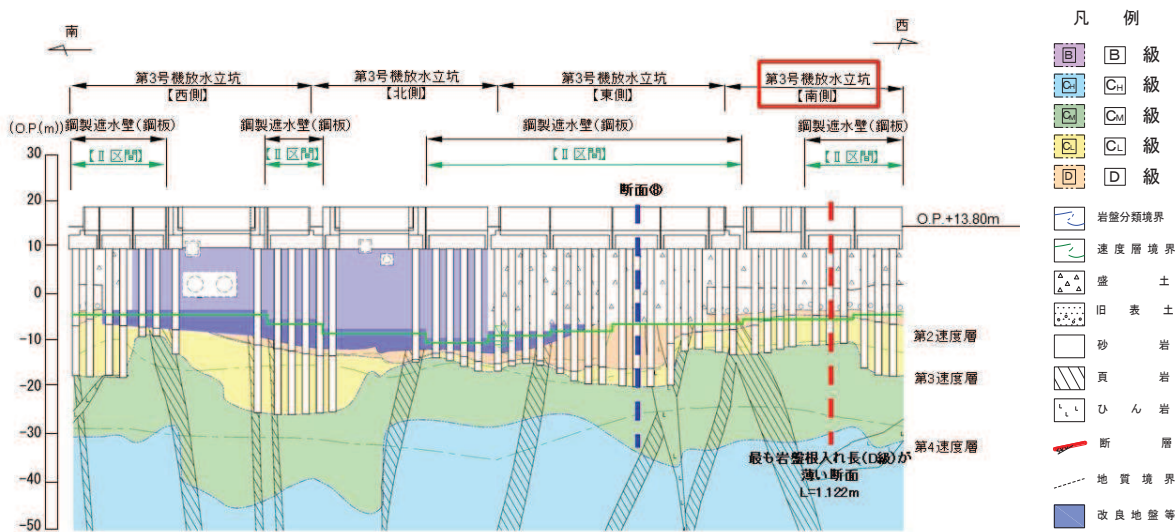 南
西
第3号機放水立坑
【西側】
第3号機放水立坑
【北側】
第3号機放水立坑
【東側】
第3号機放水立坑
【南側】
(O.P.(m))
鋼製遮水壁(鋼板)
鋼製遮水壁(鋼板)
鋼製遮水壁(鋼板)
鋼製遮水壁(鋼板)
【Ⅱ区間】
【Ⅱ区間】
【Ⅱ区間】
【Ⅱ区間】
30
20
10
0
-10
-20
-30
-40
-50
断面⑧
O.P.+13.80m
第2速度層
第3速度層
第4速度層
最も岩盤根入れ長(D級)が
薄い断面
L=1.122m
凡 例
B B 級
CH CH 級
CM CM 級
CL CL 級
D D 級
岩盤分類境界
速度層境界
盛土
旧表土
砂岩
頁岩
ひん岩
断層
地質境界
改良地盤等